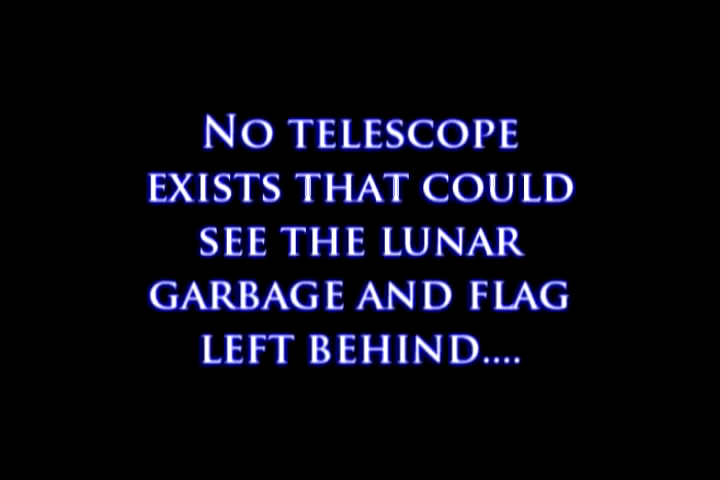 No telescope
exists that could
see the lunar
garbage and flag
left behind....